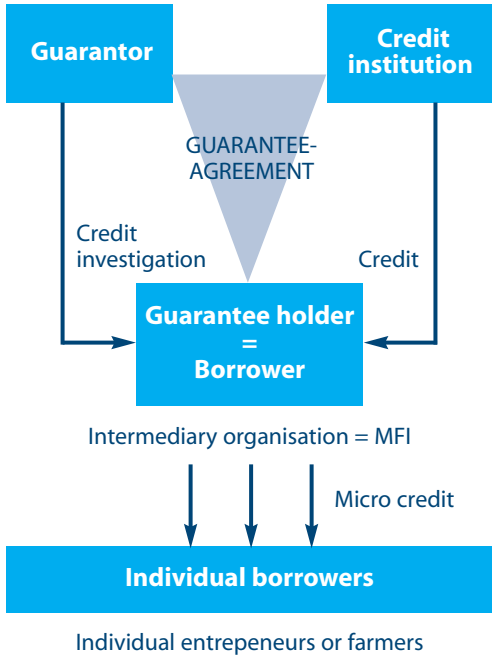 Guarantor
Credit
institution
GUARANTEE-
AGREEMENT
Credit
investigation
Credit
Guarantee holder
=
Borrower
Intermediary organisation = MFI
Micro credit
Individual borrowers
Individual entrepeneurs or farmers